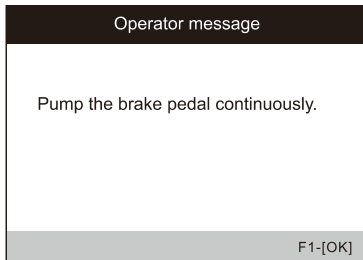 Operator message
Pump the brake pedal continuously.
F1-[OK]